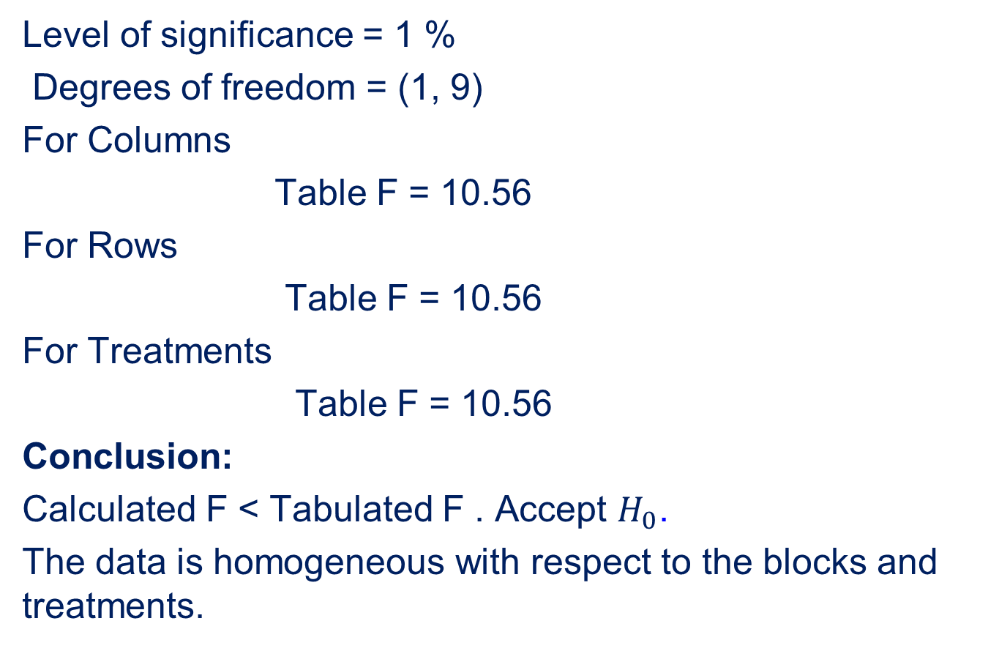 Level of significance = 1 %
Degrees of freedom = (1, 9)
For Columns
Table F = 10.56
For Rows
Table F = 10.56
For Treatments
Table F = 10.56
Conclusion:
Calculated F < Tabulated F . Accept H₀.
The data is homogeneous with respect to the blocks and
treatments.